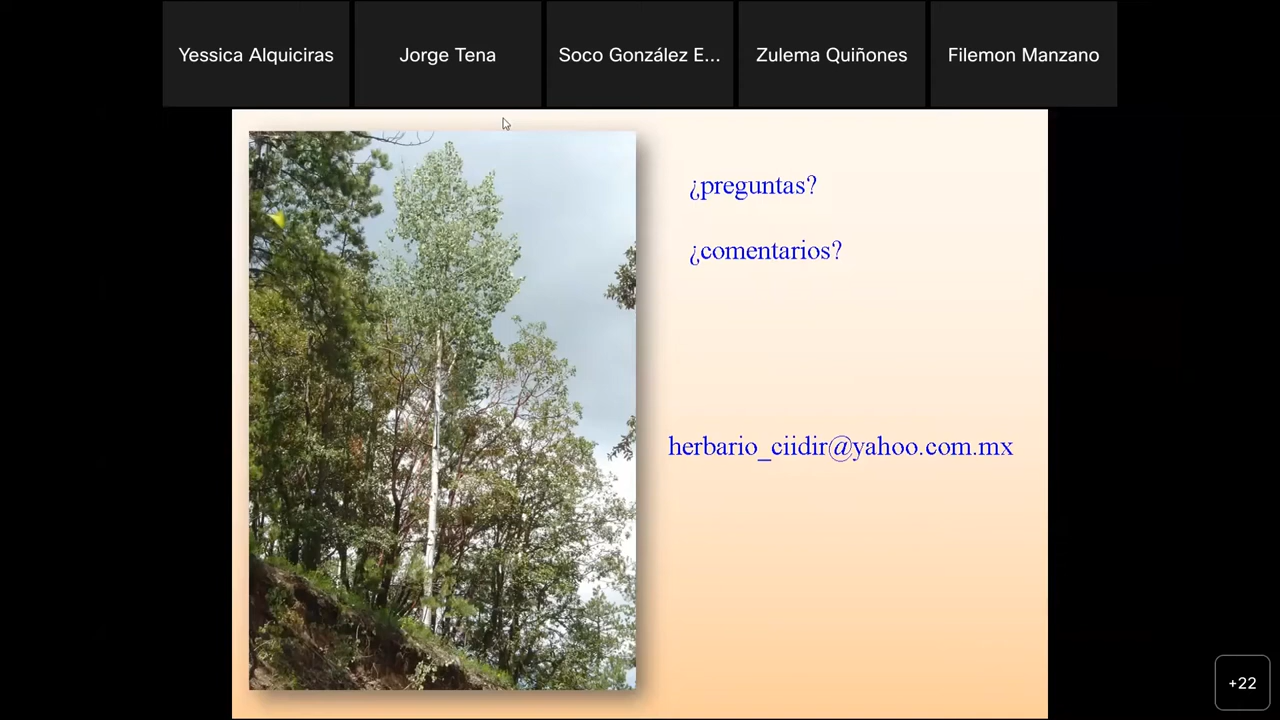 Yessica Alquiciras
Jorge Tena
Soco González E...
Zulema Quiñones
Filemon Manzano
¿preguntas?
¿comentarios?
herbario_ciidir@yahoo.com.mx
+22